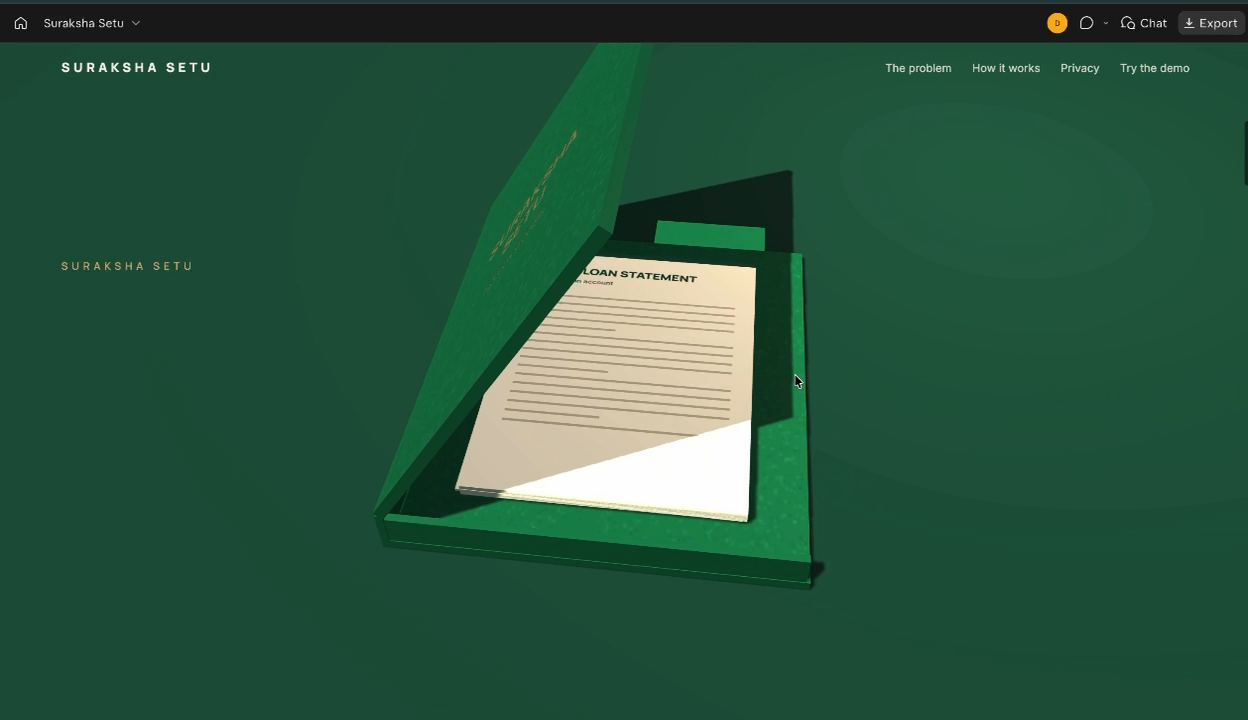 Suraksha Setu
D
Chat
Export
SURAKSHA SETU
The problem
How it works
Privacy
Try the demo
SURAKSHA SETU
LOAN STATEMENT
account